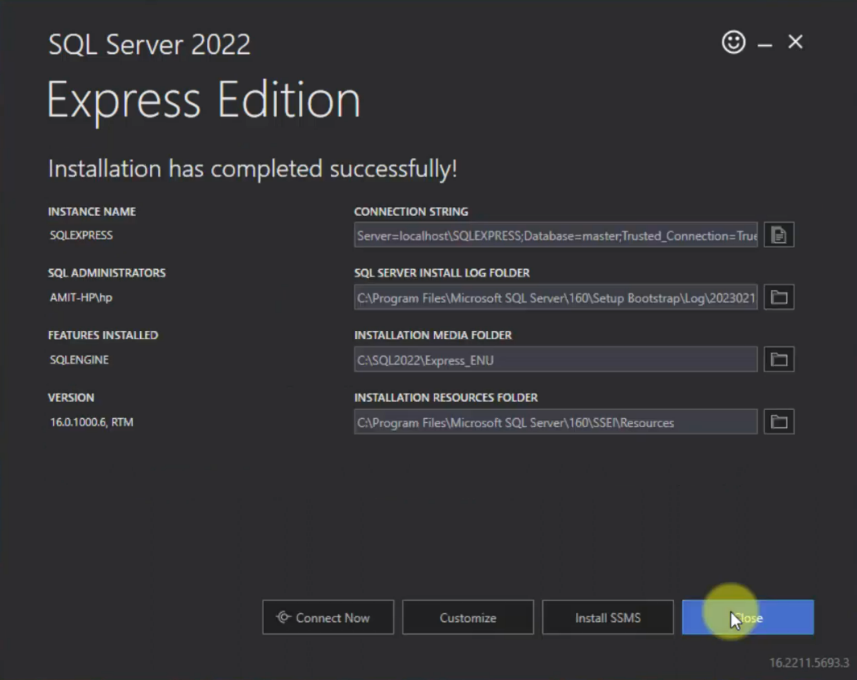 SQL Server 2022
Express Edition
Installation has completed successfully!
INSTANCE NAME
SQLEXPRESS
CONNECTION STRING
Server=localhost\SQLEXPRESS;Database=master;Trusted_Connection=True
SQL ADMINISTRATORS
AMIT-HP\hp
SQL SERVER INSTALL LOG FOLDER
C:\Program Files\Microsoft SQL Server\160\Setup Bootstrap\Log\2023021
FEATURES INSTALLED
SQLENGINE
INSTALLATION MEDIA FOLDER
C:\SQL2022\Express_ENU
VERSION
16.0.1000.6, RTM
INSTALLATION RESOURCES FOLDER
C:\Program Files\Microsoft SQL Server\160\SSEI\Resources
Connect Now
Customize
Install SSMS
Close
16.2211.5693.3